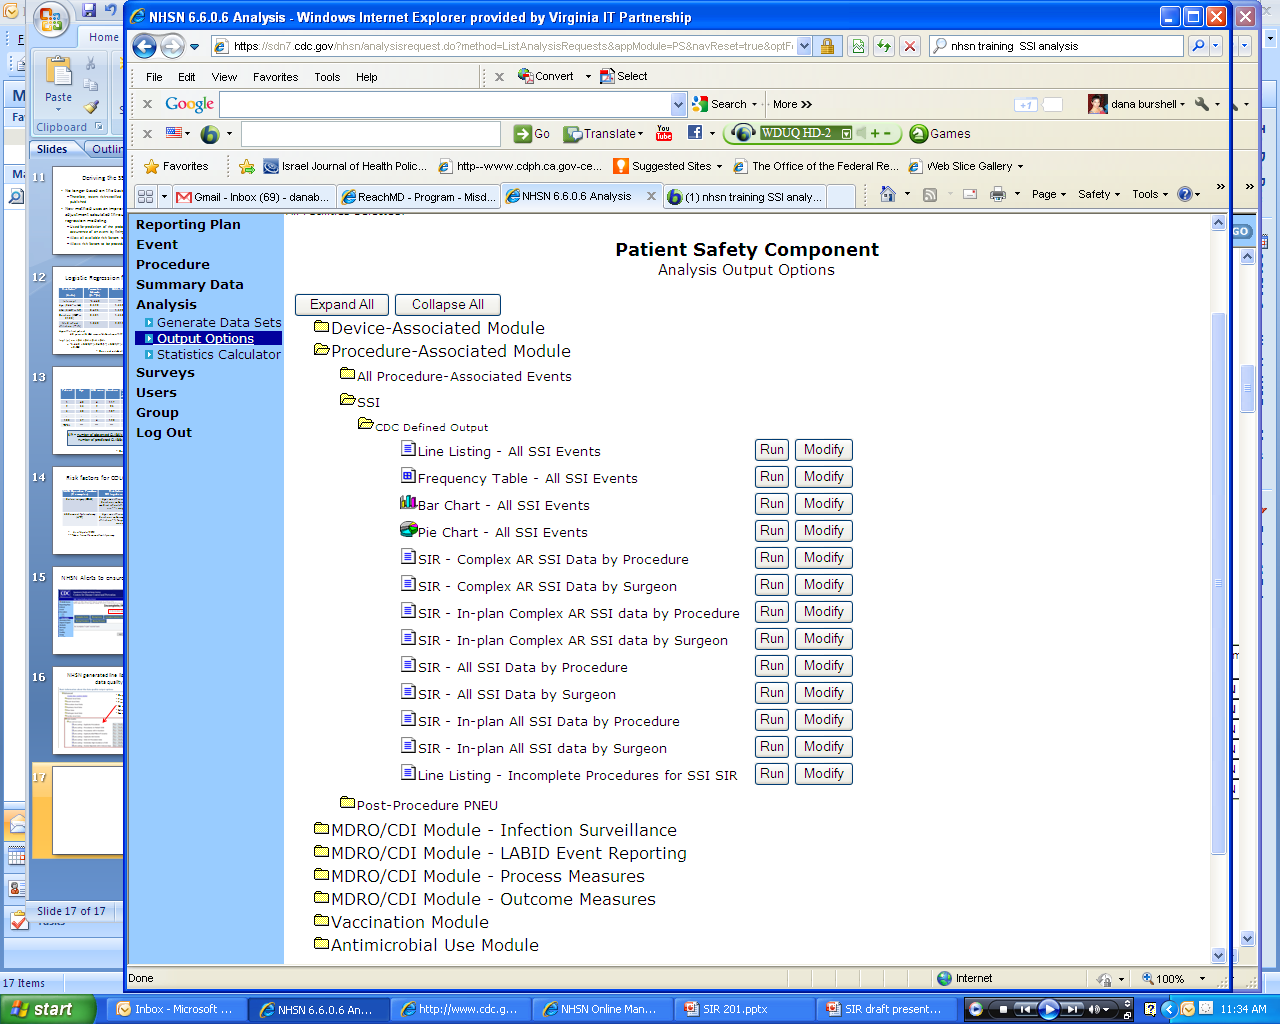 NHSN 6.6.0.6 Analysis - Windows Internet Explorer provided by Virginia IT Partnership
https://sdn7.cdc.gov/nhsn/analysisrequest.do?method=ListAnalysisRequests&appModule=PS&navReset=true&optF
nhsn training SSI analysis
Home
File Edit View Favorites Tools Help
Convert Select
Paste
Clipboard
Google Search More >> +1 dana burshell
Go Translate You Tube WDUQ HD-2 Games
Favorites Israel Journal of Health Polic... http--www.cdph.ca.gov-ce... Suggested Sites The Office of the Federal Re... Web Slice Gallery
Slides Outlin
Gmail - Inbox (69) - danab... ReachMD - Program - Misd... NHSN 6.6.0.6 Analysis (1) nhsn training SSI analy...
Page Safety Tools
GO
Reporting Plan
Event
Procedure
Summary Data
Analysis
Generate Data Sets
Output Options
Statistics Calculator
Surveys
Users
Group
Log Out
Patient Safety Component
Analysis Output Options
Expand All Collapse All
Device-Associated Module
Procedure-Associated Module
All Procedure-Associated Events
SSI
CDC Defined Output
Line Listing - All SSI Events Run Modify
Frequency Table - All SSI Events Run Modify
Bar Chart - All SSI Events Run Modify
Pie Chart - All SSI Events Run Modify
SIR - Complex AR SSI Data by Procedure Run Modify
SIR - Complex AR SSI Data by Surgeon Run Modify
SIR - In-plan Complex AR SSI data by Procedure Run Modify
SIR - In-plan Complex AR SSI data by Surgeon Run Modify
SIR - All SSI Data by Procedure Run Modify
SIR - All SSI Data by Surgeon Run Modify
SIR - In-plan All SSI Data by Procedure Run Modify
SIR - In-plan All SSI data by Surgeon Run Modify
Line Listing - Incomplete Procedures for SSI SIR Run Modify
Post-Procedure PNEU
MDRO/CDI Module - Infection Surveillance
MDRO/CDI Module - LABID Event Reporting
MDRO/CDI Module - Process Measures
MDRO/CDI Module - Outcome Measures
Vaccination Module
Antimicrobial Use Module
11
12
13
14
15
16
17
Slide 17 of 17
Tasks
17 Items
Done Internet 100%
start Inbox - Microsoft ... NHSN 6.6.0.6 An... http://www.cdc.g... NHSN Online Man... SIR 201.pptx SIR draft present... 11:34 AM